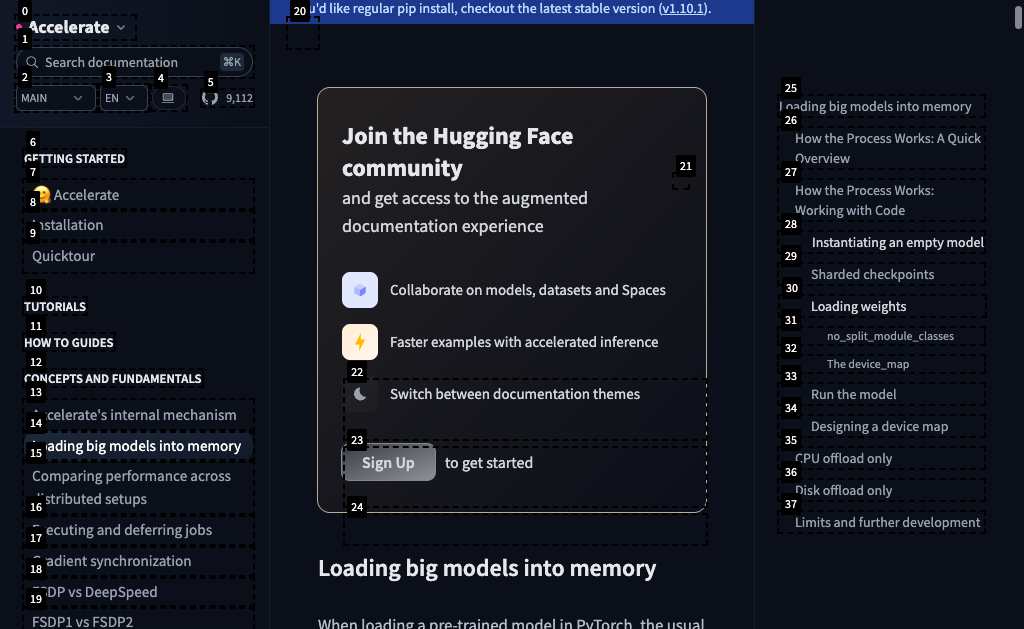 Accelerate
Search documentation
⌘K
MAIN
EN
9,112
GETTING STARTED
🤗 Accelerate
Installation
Quicktour
TUTORIALS
HOW TO GUIDES
CONCEPTS AND FUNDAMENTALS
Accelerate's internal mechanism
Loading big models into memory
Comparing performance across
distributed setups
Executing and deferring jobs
Gradient synchronization
FSDP vs DeepSpeed
FSDP1 vs FSDP2
0
1
2
3
4
5
6
7
8
9
10
11
12
13
14
15
16
17
18
19
20
you'd like regular pip install, checkout the latest stable version (v1.10.1).
Join the Hugging Face
community
21
and get access to the augmented
documentation experience
Collaborate on models, datasets and Spaces
Faster examples with accelerated inference
22
Switch between documentation themes
23
Sign Up to get started
24
Loading big models into memory
When loading a pre-trained model in PyTorch, the usual
25
Loading big models into memory
26
How the Process Works: A Quick
Overview
27
How the Process Works:
Working with Code
28
Instantiating an empty model
29
Sharded checkpoints
30
Loading weights
31
no_split_module_classes
32
The device_map
33
Run the model
34
Designing a device map
35
CPU offload only
36
Disk offload only
37
Limits and further development